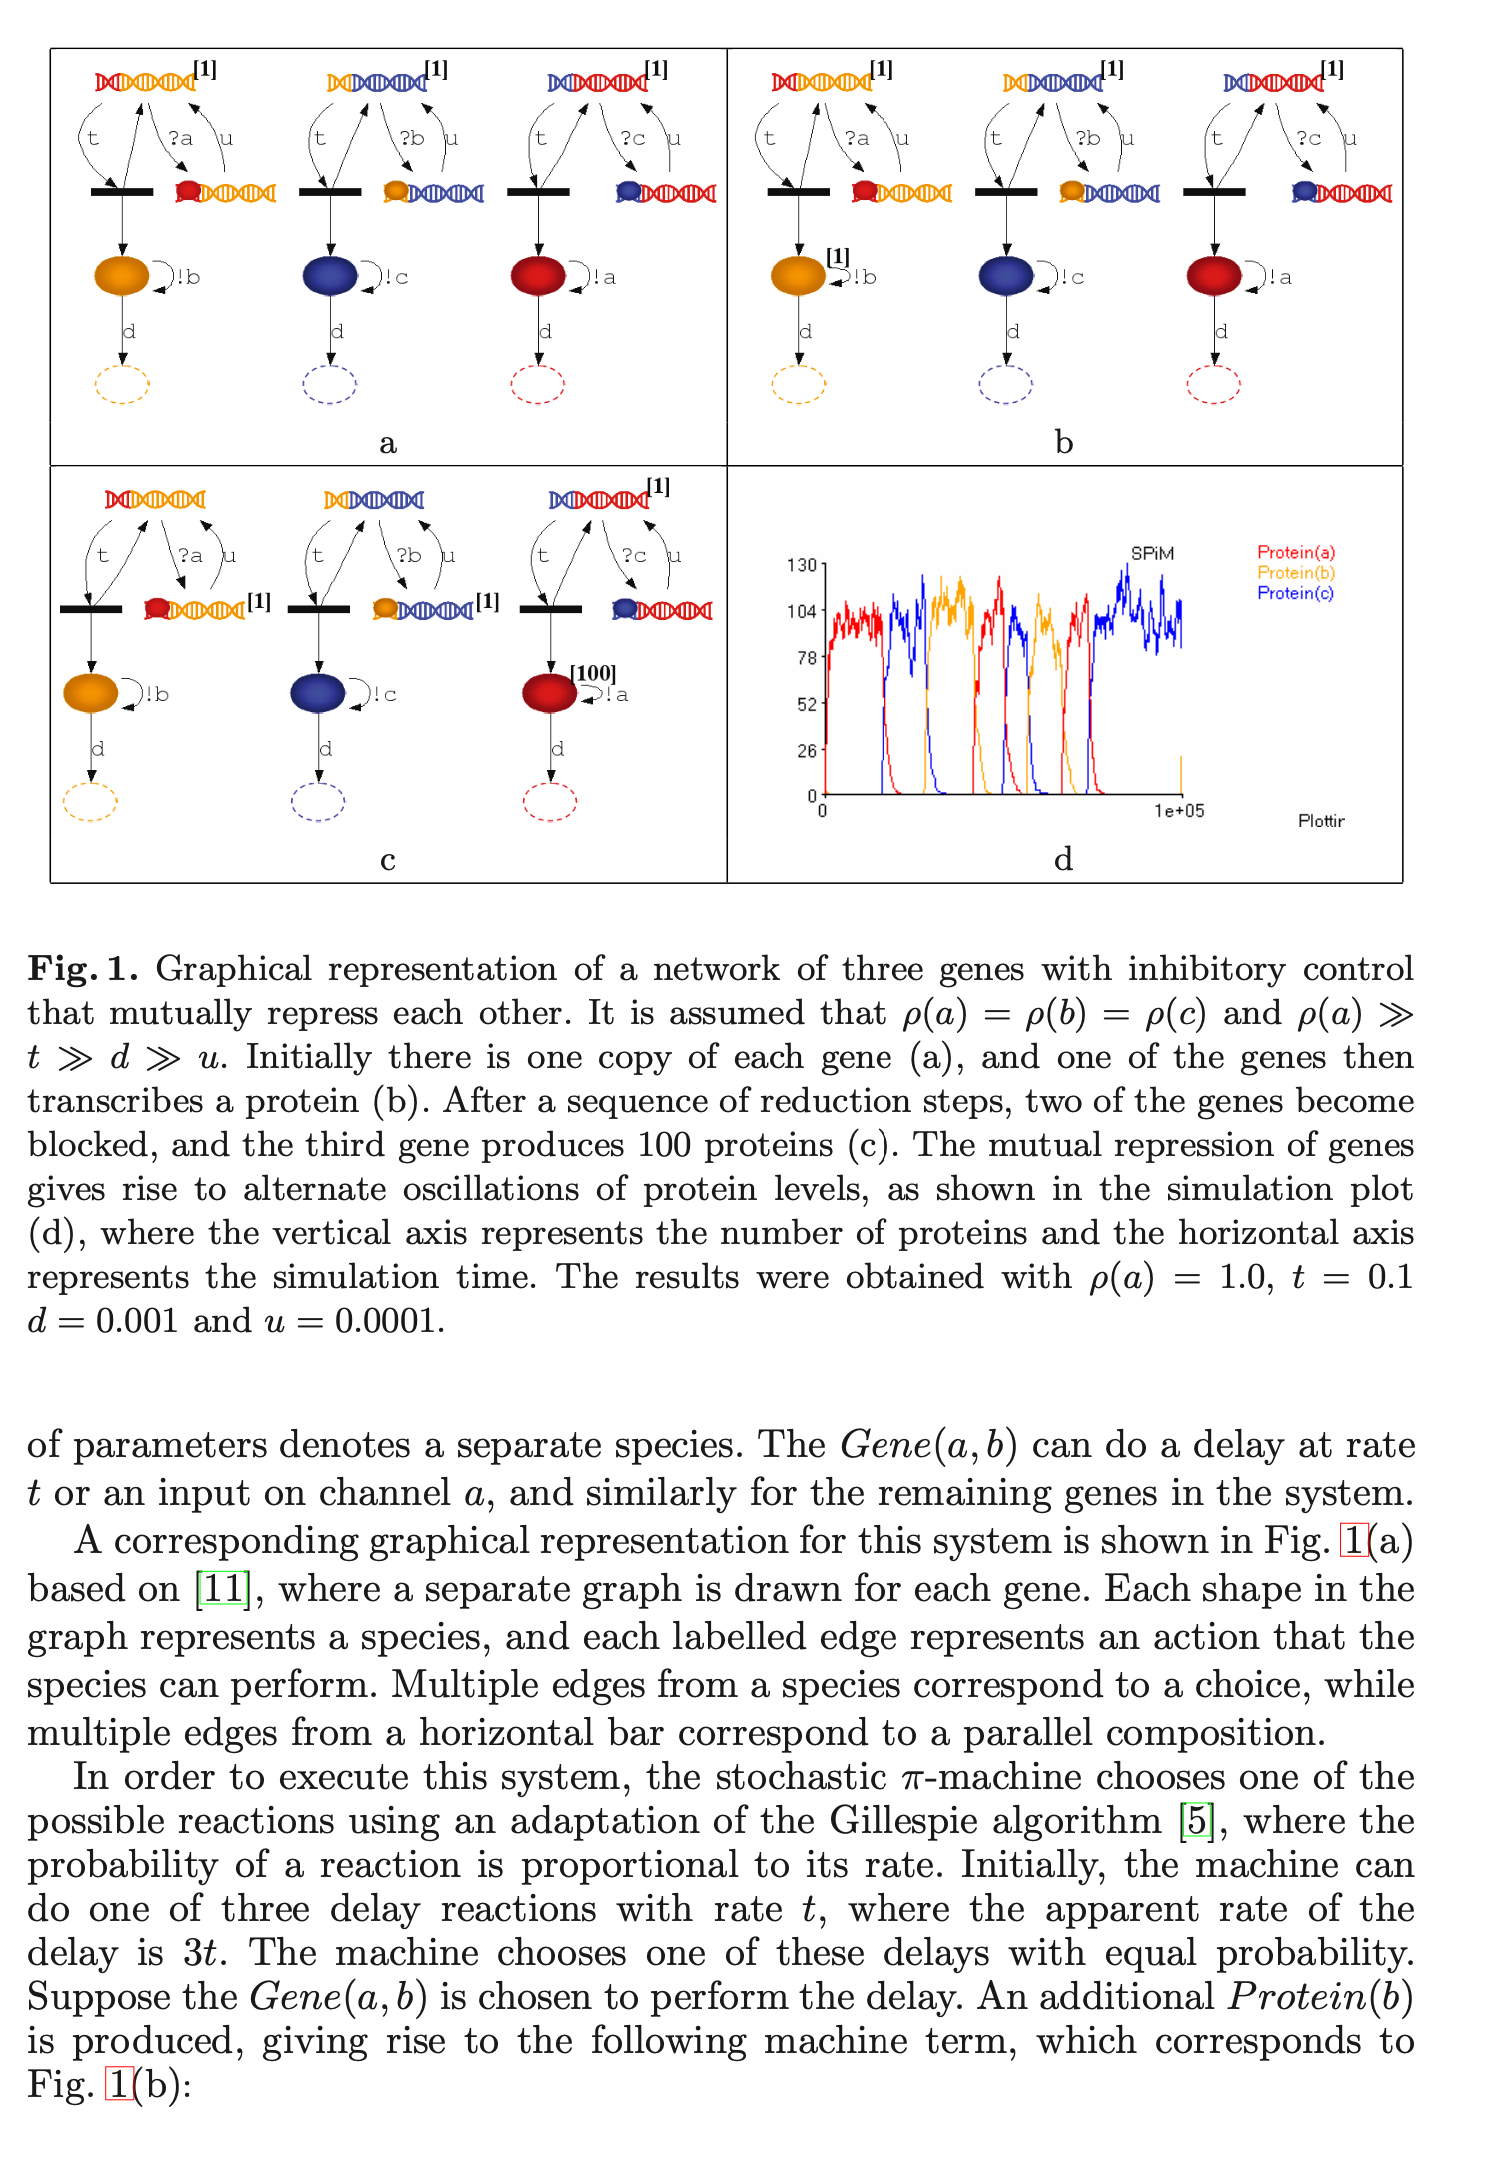 [1] [1] [1]
t ?a u t ?b u t ?c u
!b !c !a
d d d
a
[1] [1] [1]
t ?a u t ?b u t ?c u
[1]
!b !c !a
d d d
b
[1]
t ?a u t ?b u t ?c u
[1] [1]
[100]
!b !c !a
d d d
c
SPiM
Protein(a)
Protein(b)
Protein(c)
130
104
78
52
26
0
0 1e+05
Plottir
d
Fig. 1. Graphical representation of a network of three genes with inhibitory control
that mutually repress each other. It is assumed that ρ(a) = ρ(b) = ρ(c) and ρ(a) ≫
t ≫ d ≫ u. Initially there is one copy of each gene (a), and one of the genes then
transcribes a protein (b). After a sequence of reduction steps, two of the genes become
blocked, and the third gene produces 100 proteins (c). The mutual repression of genes
gives rise to alternate oscillations of protein levels, as shown in the simulation plot
(d), where the vertical axis represents the number of proteins and the horizontal axis
represents the simulation time. The results were obtained with ρ(a) = 1.0, t = 0.1
d = 0.001 and u = 0.0001.
of parameters denotes a separate species. The Gene(a, b) can do a delay at rate
t or an input on channel a, and similarly for the remaining genes in the system.
A corresponding graphical representation for this system is shown in Fig. 1(a)
based on [11], where a separate graph is drawn for each gene. Each shape in the
graph represents a species, and each labelled edge represents an action that the
species can perform. Multiple edges from a species correspond to a choice, while
multiple edges from a horizontal bar correspond to a parallel composition.
In order to execute this system, the stochastic π-machine chooses one of the
possible reactions using an adaptation of the Gillespie algorithm [5], where the
probability of a reaction is proportional to its rate. Initially, the machine can
do one of three delay reactions with rate t, where the apparent rate of the
delay is 3t. The machine chooses one of these delays with equal probability.
Suppose the Gene(a, b) is chosen to perform the delay. An additional Protein(b)
is produced, giving rise to the following machine term, which corresponds to
Fig. 1(b):